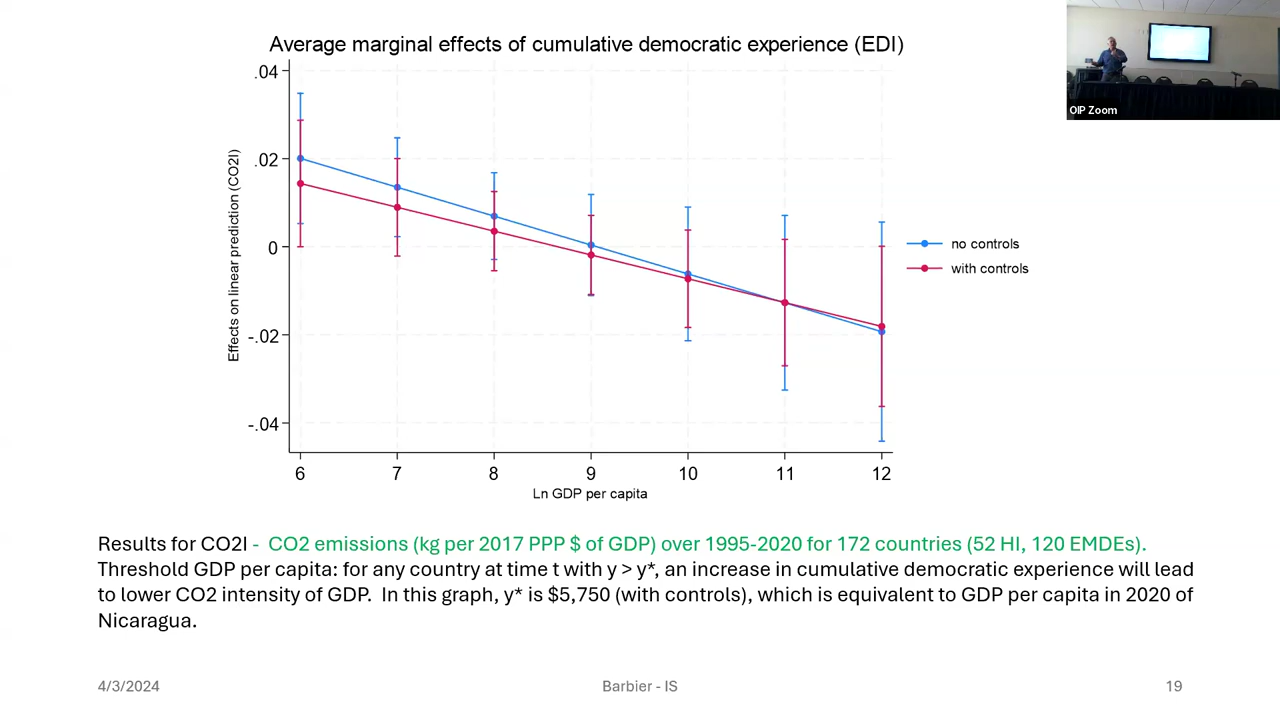 Average marginal effects of cumulative democratic experience (EDI)
OIP Zoom
.04
.02
0
-.02
-.04
Effects on linear prediction (CO2I)
6 7 8 9 10 11 12
Ln GDP per capita
no controls
with controls
Results for CO2I - CO2 emissions (kg per 2017 PPP $ of GDP) over 1995-2020 for 172 countries (52 HI, 120 EMDEs).
Threshold GDP per capita: for any country at time t with y > y*, an increase in cumulative democratic experience will lead
to lower CO2 intensity of GDP. In this graph, y* is $5,750 (with controls), which is equivalent to GDP per capita in 2020 of
Nicaragua.
4/3/2024 Barbier - IS 19